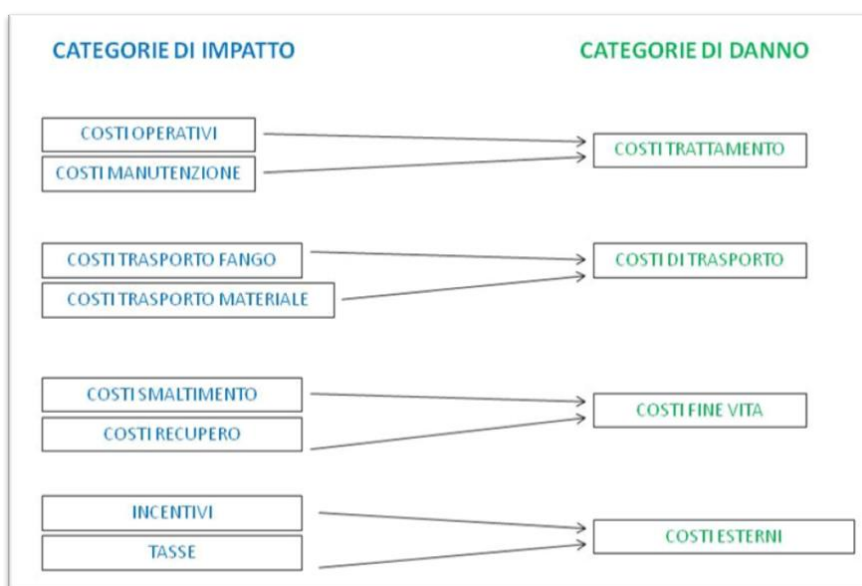 CATEGORIE DI IMPATTO
CATEGORIE DI DANNO
COSTI OPERATIVI
COSTI MANUTENZIONE
COSTI TRATTAMENTO
COSTI TRASPORTO FANGO
COSTI TRASPORTO MATERIALE
COSTI DI TRASPORTO
COSTI SMALTIMENTO
COSTI RECUPERO
COSTI FINE VITA
INCENTIVI
TASSE
COSTI ESTERNI